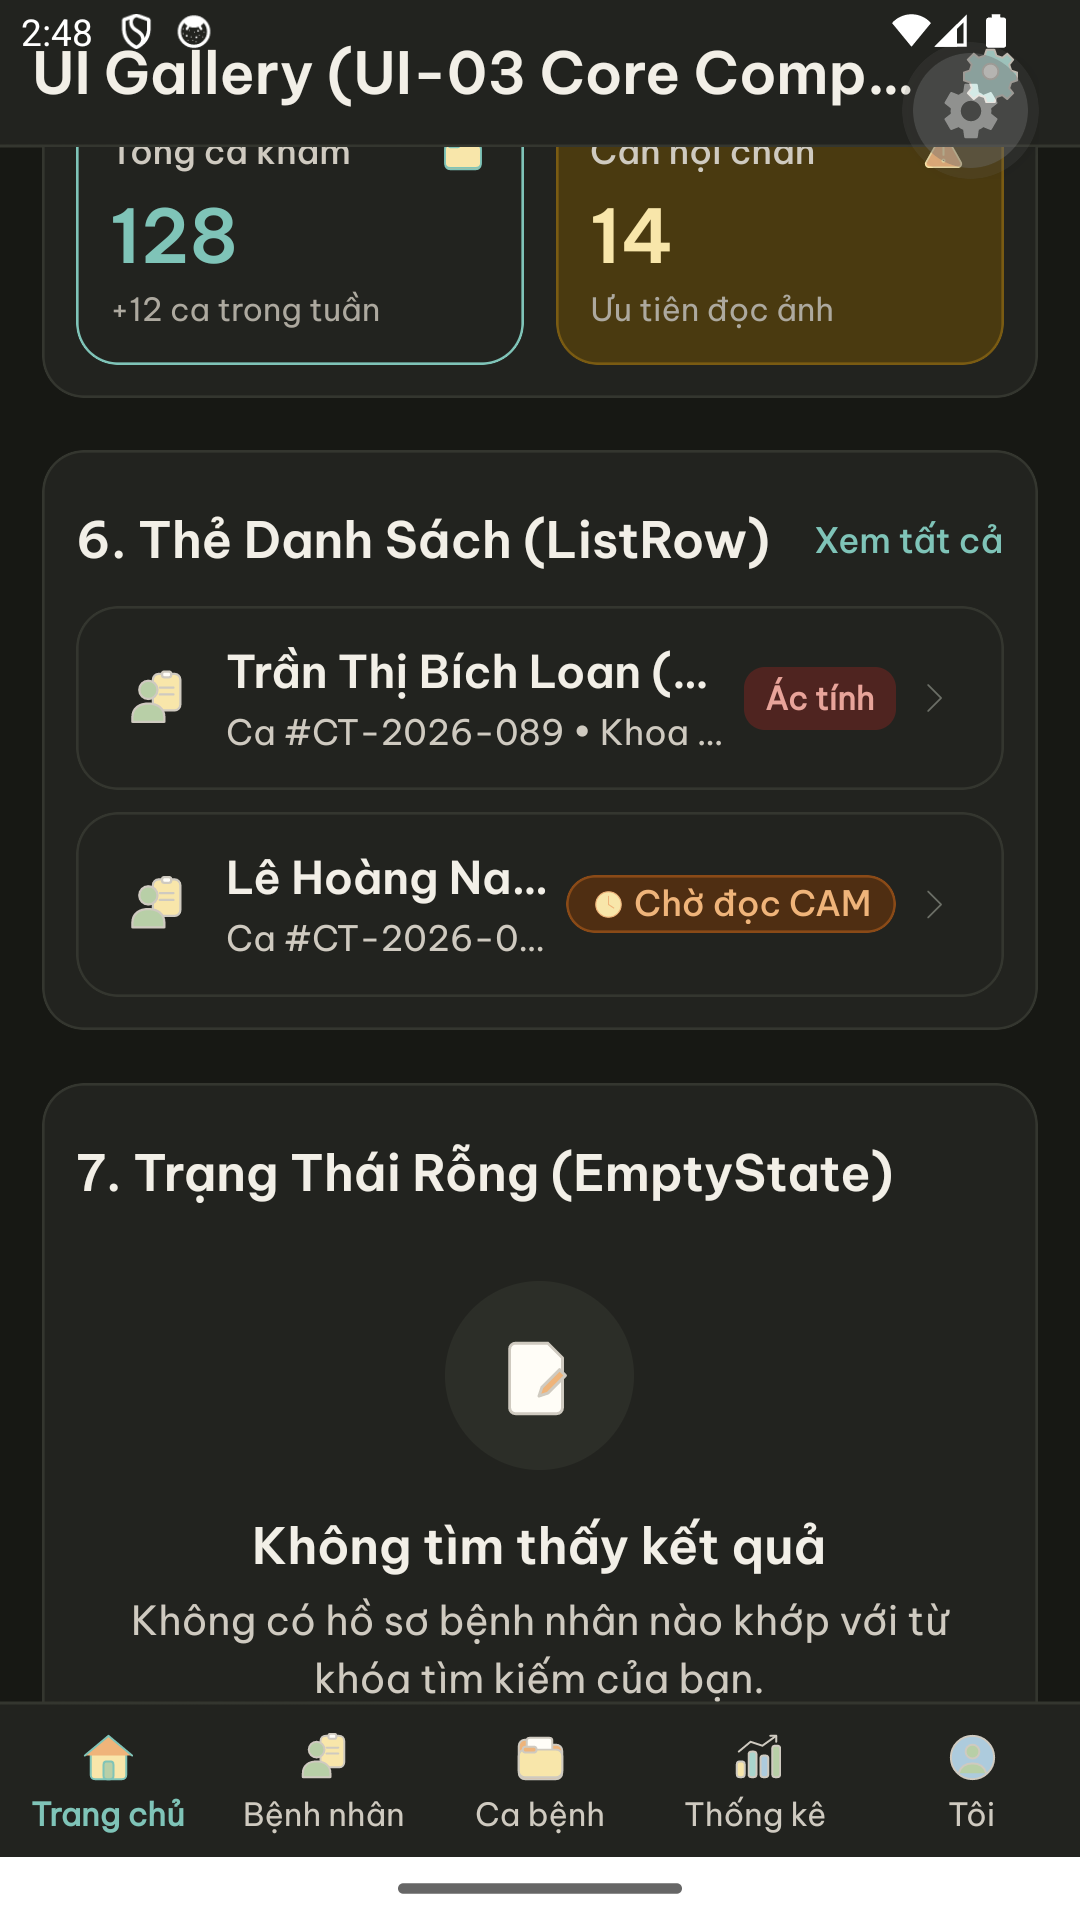 2:48
UI Gallery (UI-03 Core Comp...
Tổng ca khám
Cần hội chẩn
128
14
+12 ca trong tuần
Ưu tiên đọc ảnh
6. Thẻ Danh Sách (ListRow)
Xem tất cả
Trần Thị Bích Loan (...
Ca #CT-2026-089 • Khoa ...
Ác tính
Lê Hoàng Na...
Ca #CT-2026-0...
Chờ đọc CAM
7. Trạng Thái Rỗng (EmptyState)
Không tìm thấy kết quả
Không có hồ sơ bệnh nhân nào khớp với từ
khóa tìm kiếm của bạn.
Trang chủ
Bệnh nhân
Ca bệnh
Thống kê
Tôi